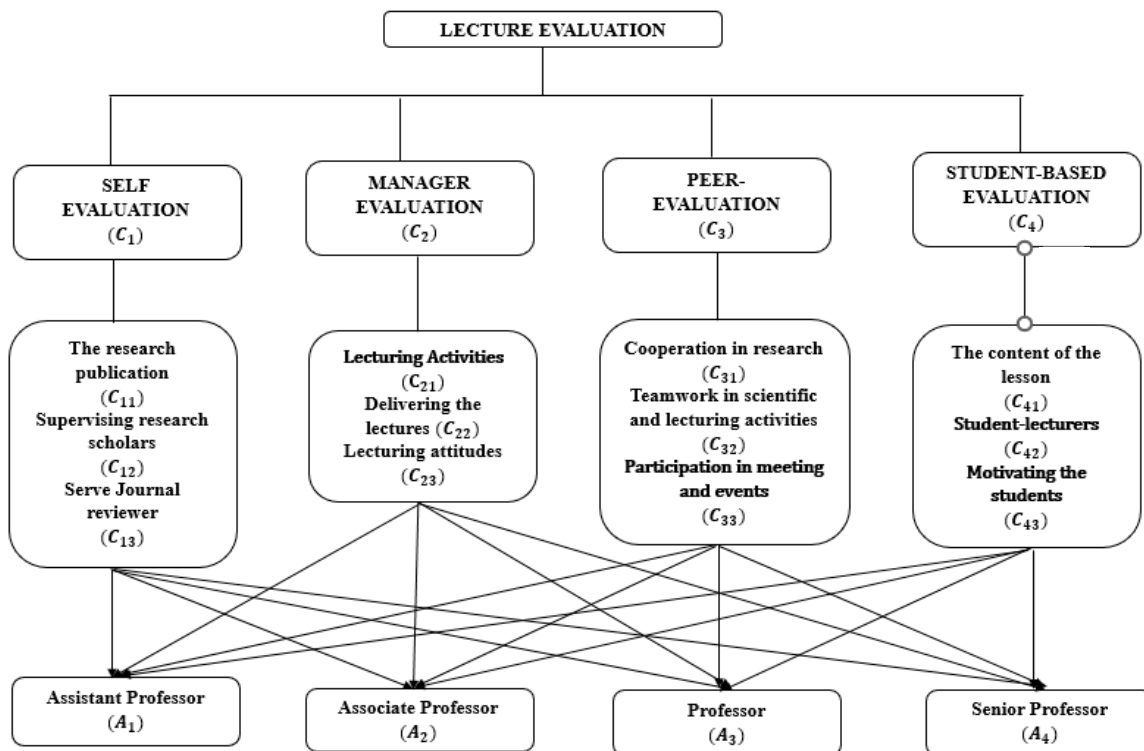 LECTURE EVALUATION
SELF
EVALUATION
(C₁)
MANAGER
EVALUATION
(C₂)
PEER-
EVALUATION
(C₃)
STUDENT-BASED
EVALUATION
(C₄)
The research
publication
(C₁₁)
Supervising research
scholars
(C₁₂)
Serve Journal
reviewer
(C₁₃)
Lecturing Activities
(C₂₁)
Delivering the
lectures (C₂₂)
Lecturing attitudes
(C₂₃)
Cooperation in research
(C₃₁)
Teamwork in scientific
and lecturing activities
(C₃₂)
Participation in meeting
and events
(C₃₃)
The content of the
lesson
(C₄₁)
Student-lecturers
(C₄₂)
Motivating the
students
(C₄₃)
Assistant Professor
(A₁)
Associate Professor
(A₂)
Professor
(A₃)
Senior Professor
(A₄)